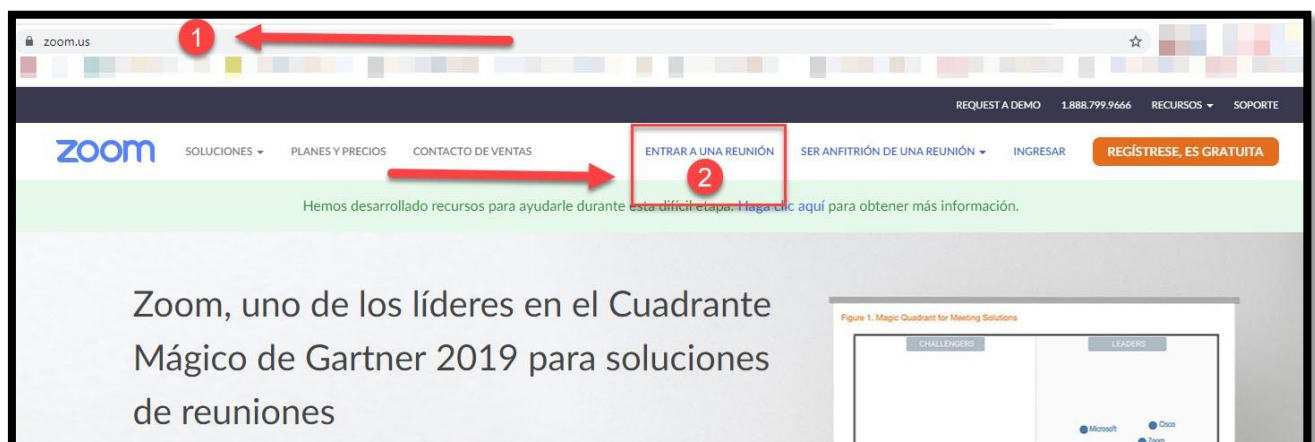 zoom.us
1
REQUEST A DEMO 1.888.799.9666 RECURSOS SOPORTE
zoom SOLUCIONES PLANES Y PRECIOS CONTACTO DE VENTAS ENTRAR A UNA REUNIÓN SER ANFITRIÓN DE UNA REUNIÓN INGRESAR REGÍSTRESE, ES GRATUITA
2
Hemos desarrollado recursos para ayudarle durante esta difícil etapa. Haga clic aquí para obtener más información.
Zoom, uno de los líderes en el Cuadrante
Mágico de Gartner 2019 para soluciones
de reuniones
Figure 1. Magic Quadrant for Meeting Solutions
CHALLENGERS LEADERS
Microsoft Cisco
Zoom